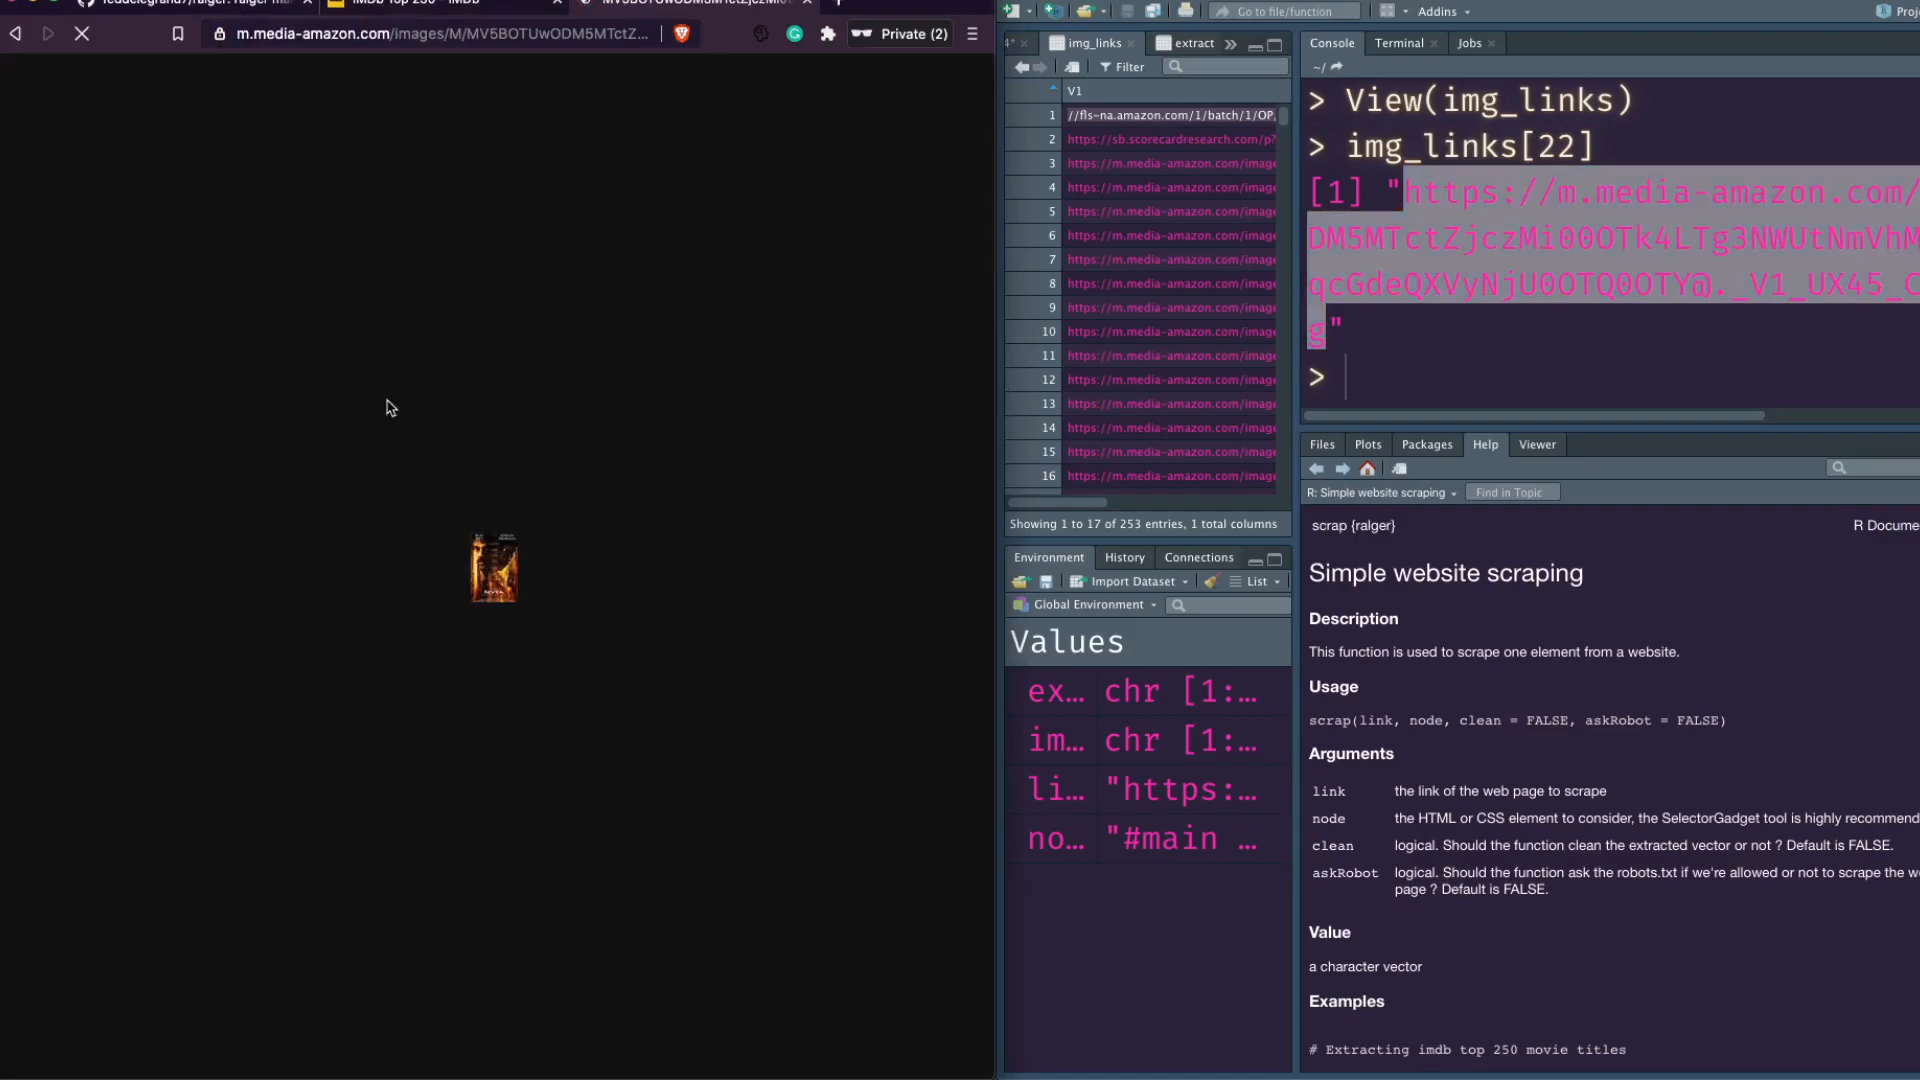 IMDb Top 250 - IMDb
m.media-amazon.com/images/M/MV5BOTUwODM5MTctZ...
Private (2)
Go to file/function
Addins
img_links
extract
Filter
V1
1 //fls-na.amazon.com/1/batch/1/OP
2 https://sb.scorecardresearch.com/p?
3 https://m.media-amazon.com/image
4 https://m.media-amazon.com/image
5 https://m.media-amazon.com/image
6 https://m.media-amazon.com/image
7 https://m.media-amazon.com/image
8 https://m.media-amazon.com/image
9 https://m.media-amazon.com/image
10 https://m.media-amazon.com/image
11 https://m.media-amazon.com/image
12 https://m.media-amazon.com/image
13 https://m.media-amazon.com/image
14 https://m.media-amazon.com/image
15 https://m.media-amazon.com/image
16 https://m.media-amazon.com/image
Showing 1 to 17 of 253 entries, 1 total columns
Environment History Connections
Import Dataset List
Global Environment
Values
ex... chr [1:...
im... chr [1:...
li... "https:...
no... "#main ...
Console Terminal Jobs
~/
> View(img_links)
> img_links[22]
[1] "https://m.media-amazon.com/
DM5MTctZjczMi00OTk4LTg3NWUtNmVhM
qcGdeQXVyNjU0OTQ0OTY@._V1_UX45_C
g"
>
Files Plots Packages Help Viewer
R: Simple website scraping Find in Topic
scrap {ralger} R Docume
Simple website scraping
Description
This function is used to scrape one element from a website.
Usage
scrap(link, node, clean = FALSE, askRobot = FALSE)
Arguments
link the link of the web page to scrape
node the HTML or CSS element to consider, the SelectorGadget tool is highly recommend
clean logical. Should the function clean the extracted vector or not ? Default is FALSE.
askRobot logical. Should the function ask the robots.txt if we're allowed or not to scrape the w
page ? Default is FALSE.
Value
a character vector
Examples
# Extracting imdb top 250 movie titles